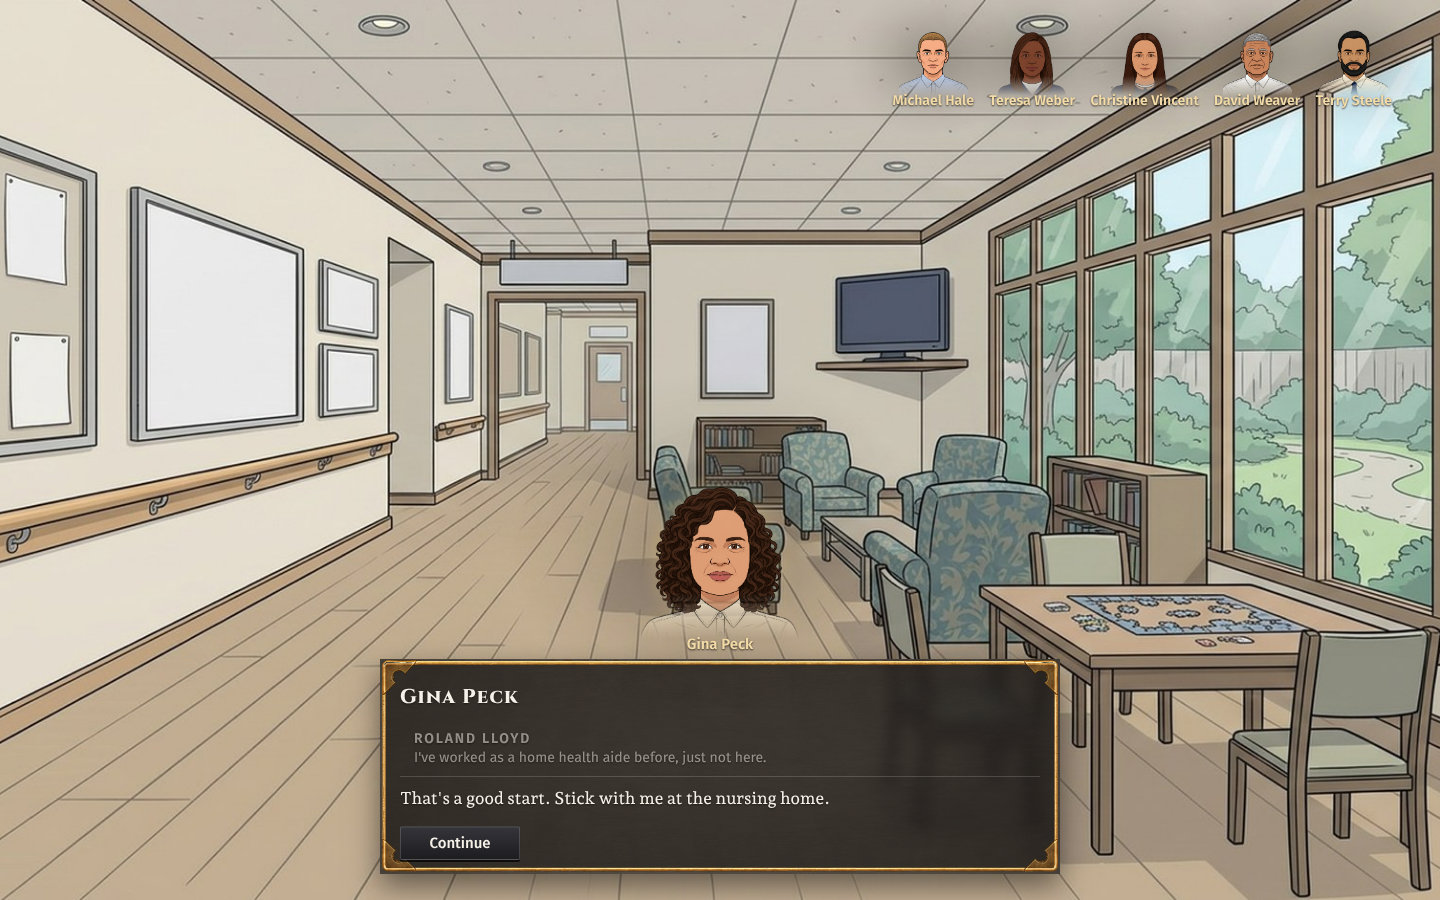 Michael Hale
Teresa Weber
Christine Vincent
David Weaver
Terry Steele
Gina Peck
Gina Peck
ROLAND LLOYD
I've worked as a home health aide before, just not here.
That's a good start. Stick with me at the nursing home.
Continue